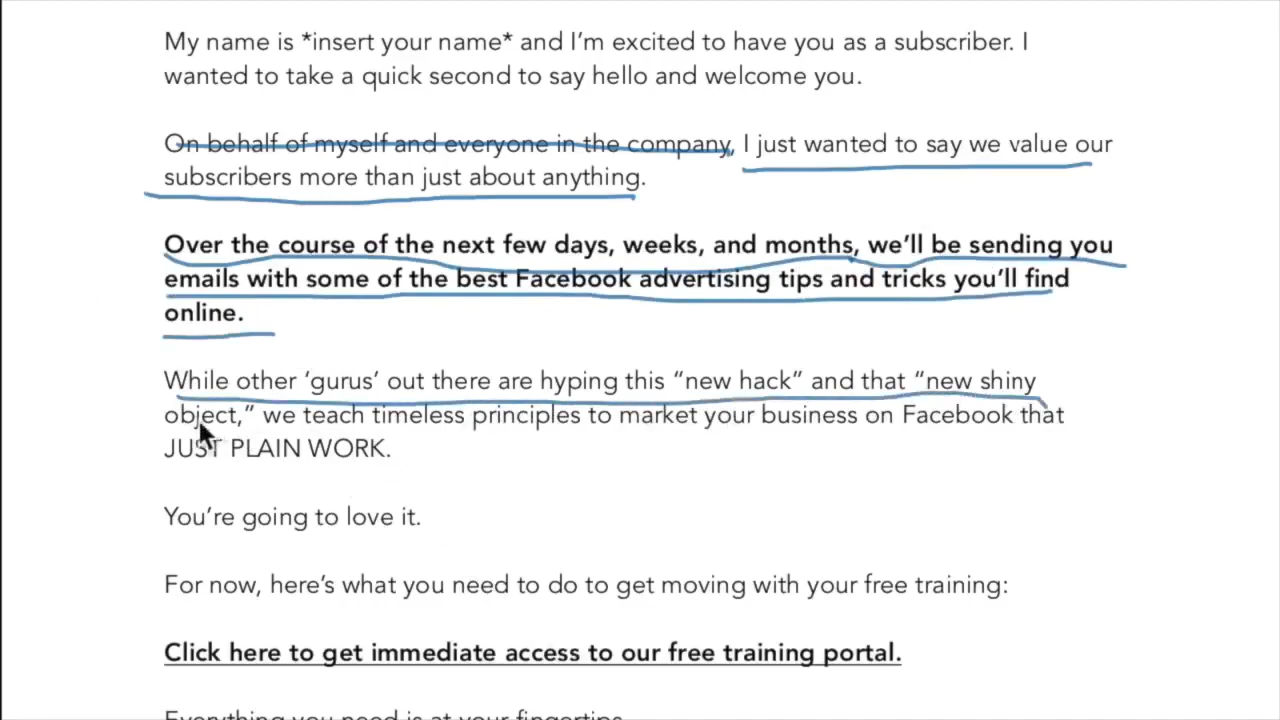 My name is *insert your name* and I’m excited to have you as a subscriber. I
wanted to take a quick second to say hello and welcome you.
On behalf of myself and everyone in the company, I just wanted to say we value our
subscribers more than just about anything.
Over the course of the next few days, weeks, and months, we’ll be sending you
emails with some of the best Facebook advertising tips and tricks you’ll find
online.
While other ‘gurus’ out there are hyping this “new hack” and that “new shiny
object,” we teach timeless principles to market your business on Facebook that
JUST PLAIN WORK.
You’re going to love it.
For now, here’s what you need to do to get moving with your free training:
Click here to get immediate access to our free training portal.
Everything you need is at your fingertips.